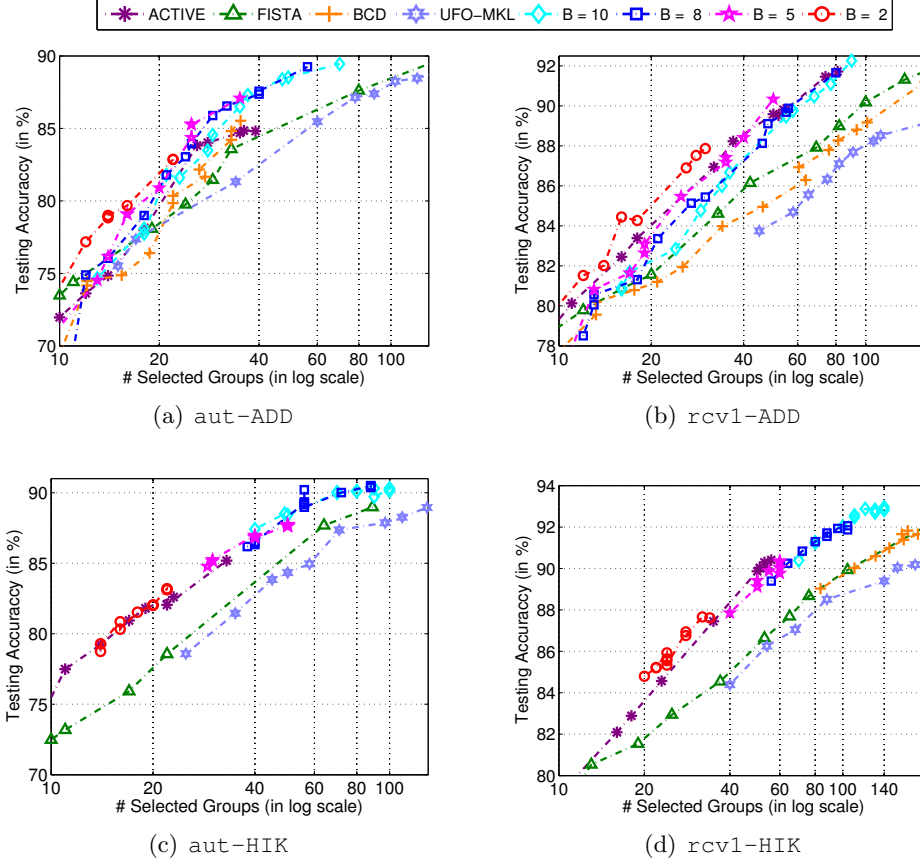 ACTIVE FISTA BCD UFO-MKL B = 10 B = 8 B = 5 B = 2
Testing Accuraccy (in %)
90
85
80
75
70
10 20 40 60 80 100
# Selected Groups (in log scale)
(a) aut-ADD
Testing Accuraccy (in %)
92
90
88
86
84
82
80
78
10 20 40 60 80 100
# Selected Groups (in log scale)
(b) rcv1-ADD
Testing Accuraccy (in %)
90
85
80
75
70
10 20 40 60 80 100
# Selected Groups (in log scale)
(c) aut-HIK
Testing Accuraccy (in %)
94
92
90
88
86
84
82
80
10 20 40 60 80 100 140
# Selected Groups (in log scale)
(d) rcv1-HIK